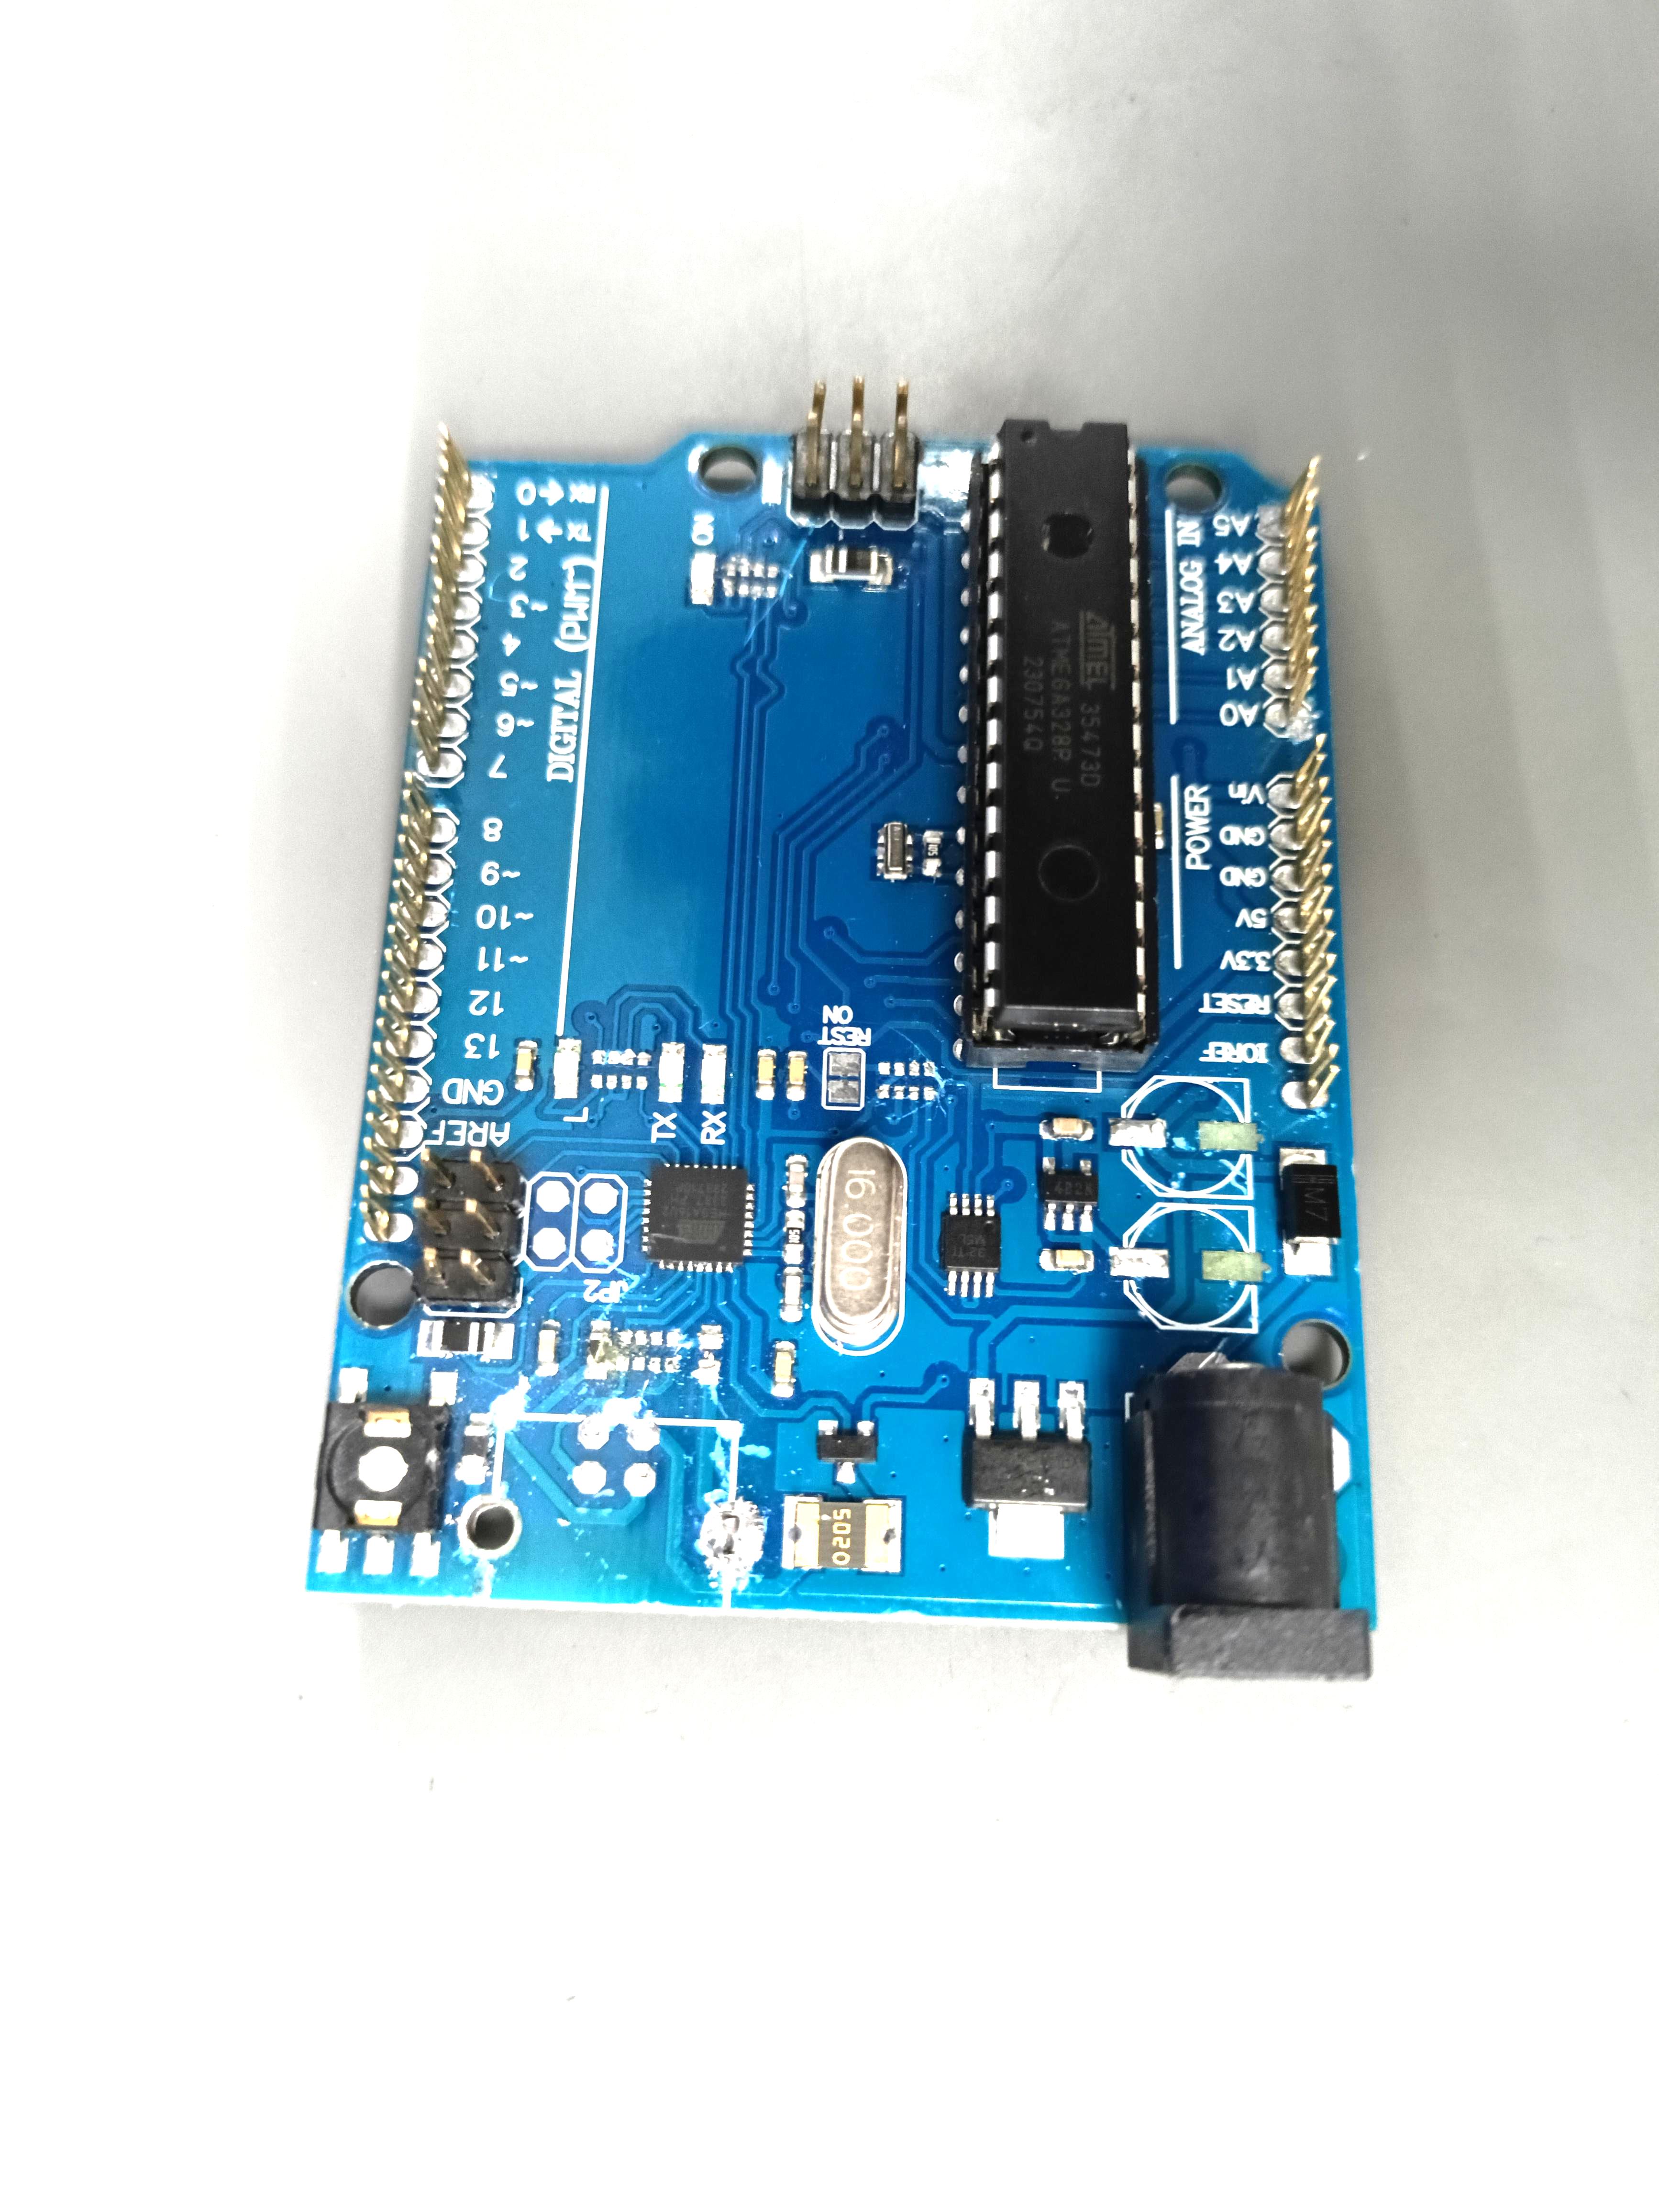 RX
0
TX
1
2
~3
4
~5
~6
7
8
~9
~10
~11
12
13
GND
AREF
DIGITAL (PWM~)
ON
ATMEL 35473D
ATMEGA328P U
2307544Q
ANALOG IN
A5
A4
A3
A2
A1
A0
POWER
Vin
GND
GND
5V
3.3V
RESET
IOREF
REST
ON
L
TX
RX
JP2
16.000
M7
5020